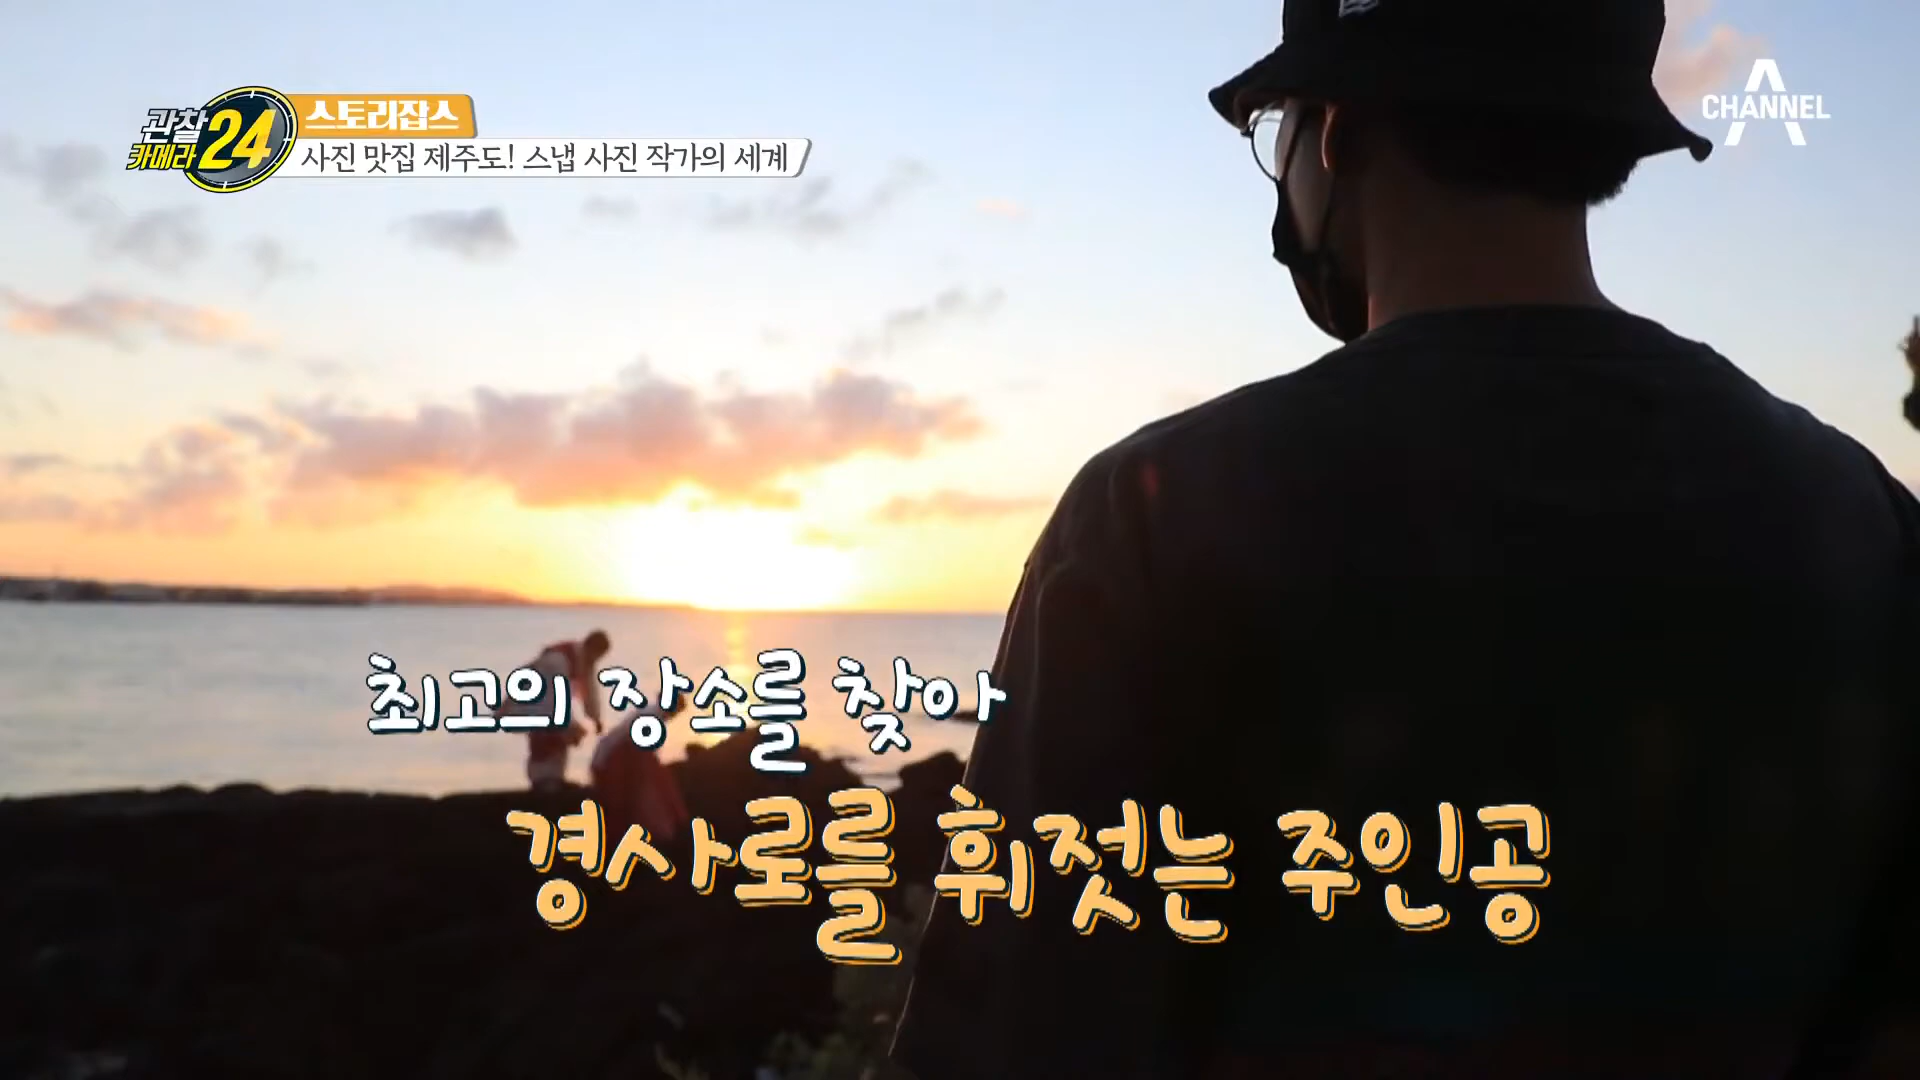 관찰
카메라 24
스토리잡스
사진 맛집 제주도! 스냅 사진 작가의 세계
CHANNEL A
최고의 장소를 찾아
경사로를 휘젓는 주인공